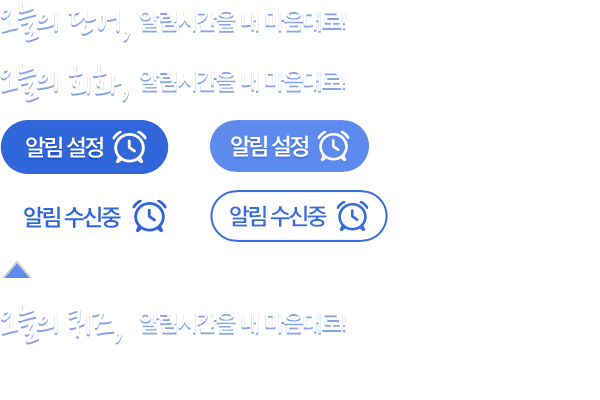 오늘의 단어, 알림시간을 내 마음대로!
오늘의 회화, 알림시간을 내 마음대로!
알림 설정 알림 설정
알림 수신중 알림 수신중
오늘의 퀴즈, 알림시간을 내 마음대로!